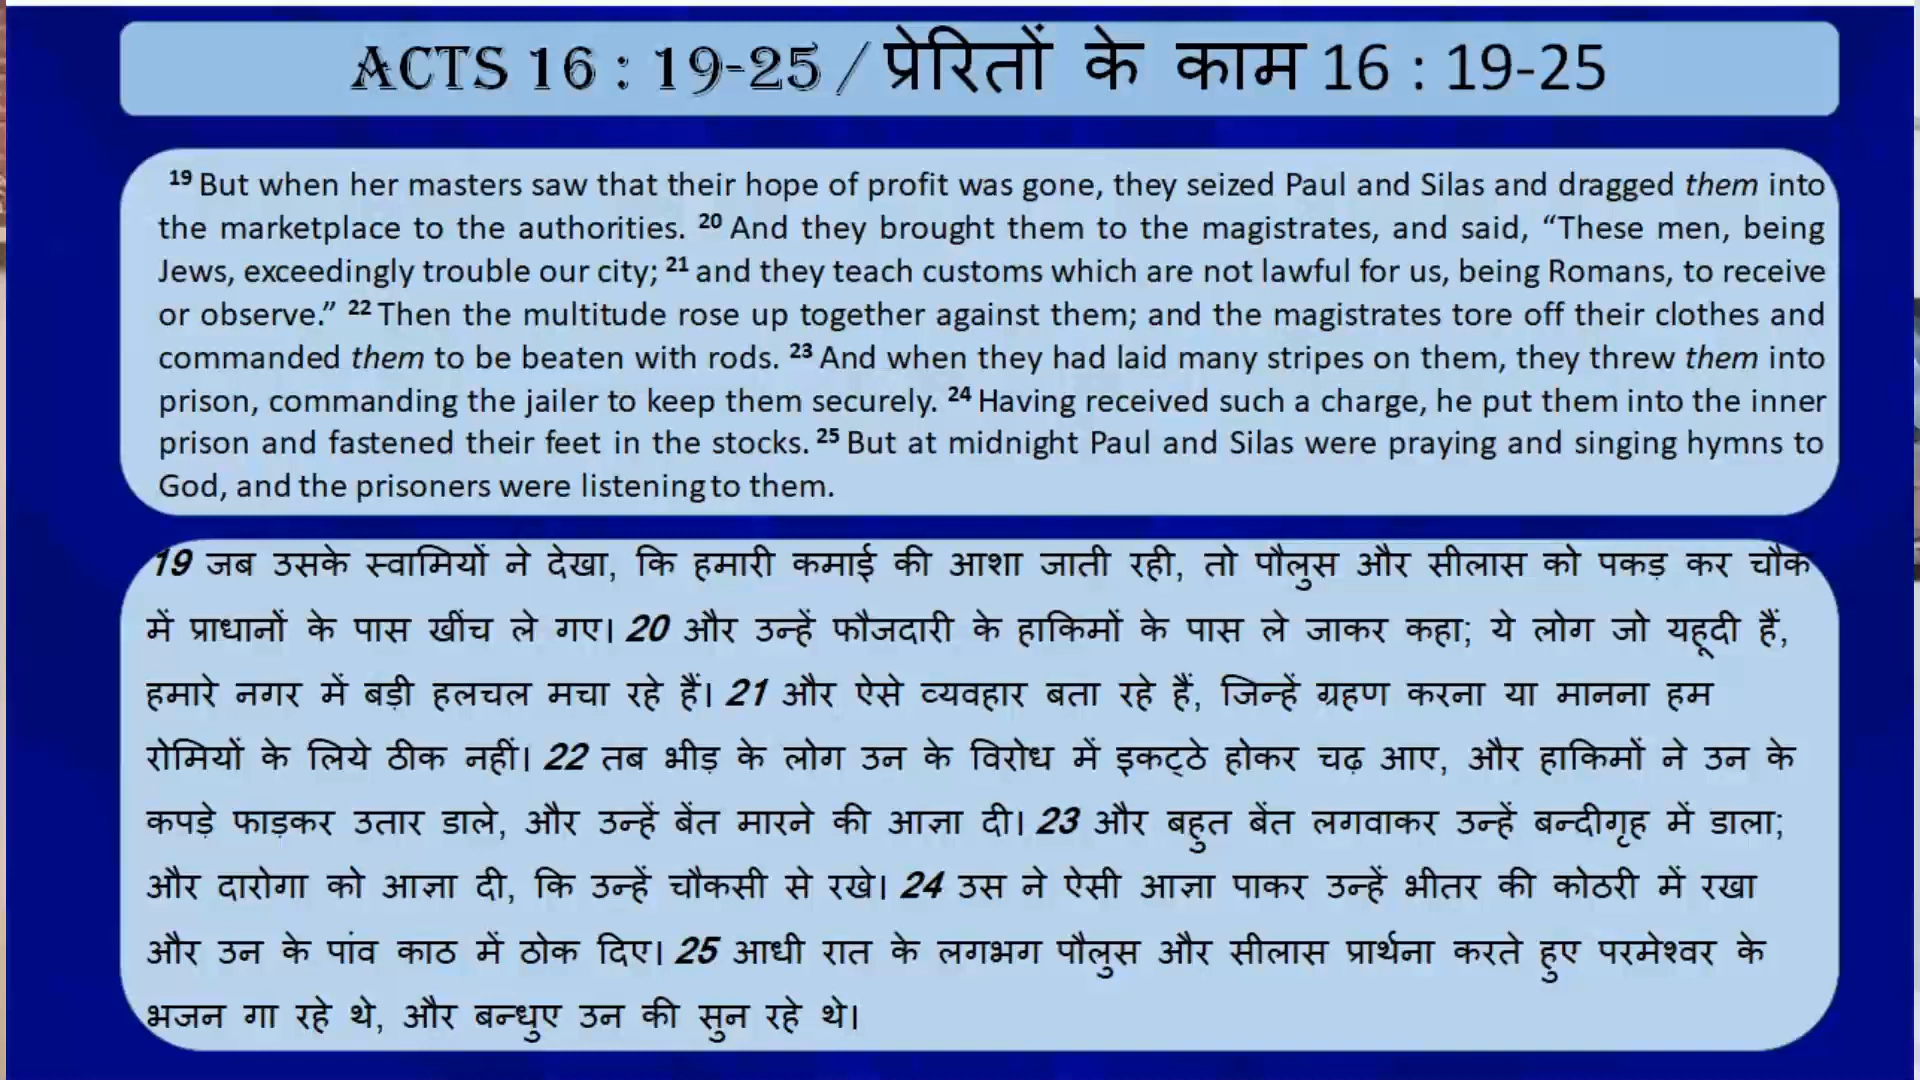 ACTS 16 : 19-25 / प्रेरितों के काम 16 : 19-25
19 But when her masters saw that their hope of profit was gone, they seized Paul and Silas and dragged them into
the marketplace to the authorities. 20 And they brought them to the magistrates, and said, “These men, being
Jews, exceedingly trouble our city; 21 and they teach customs which are not lawful for us, being Romans, to receive
or observe.” 22 Then the multitude rose up together against them; and the magistrates tore off their clothes and
commanded them to be beaten with rods. 23 And when they had laid many stripes on them, they threw them into
prison, commanding the jailer to keep them securely. 24 Having received such a charge, he put them into the inner
prison and fastened their feet in the stocks. 25 But at midnight Paul and Silas were praying and singing hymns to
God, and the prisoners were listening to them.
19 जब उसके स्वामियों ने देखा, कि हमारी कमाई की आशा जाती रही, तो पौलुस और सीलास को पकड़ कर चौक
में प्राधानों के पास खींच ले गए। 20 और उन्हें फौजदारी के हाकिमों के पास ले जाकर कहा; ये लोग जो यहूदी हैं,
हमारे नगर में बड़ी हलचल मचा रहे हैं। 21 और ऐसे व्यवहार बता रहे हैं, जिन्हें ग्रहण करना या मानना हम
रोमियों के लिये ठीक नहीं। 22 तब भीड़ के लोग उन के विरोध में इकट्ठे होकर चढ़ आए, और हाकिमों ने उन के
कपड़े फाड़कर उतार डाले, और उन्हें बेंत मारने की आज्ञा दी। 23 और बहुत बेंत लगवाकर उन्हें बन्दीगृह में डाला;
और दारोगा को आज्ञा दी, कि उन्हें चौकसी से रखे। 24 उस ने ऐसी आज्ञा पाकर उन्हें भीतर की कोठरी में रखा
और उन के पांव काठ में ठोक दिए। 25 आधी रात के लगभग पौलुस और सीलास प्रार्थना करते हुए परमेश्वर के
भजन गा रहे थे, और बन्धुए उन की सुन रहे थे।